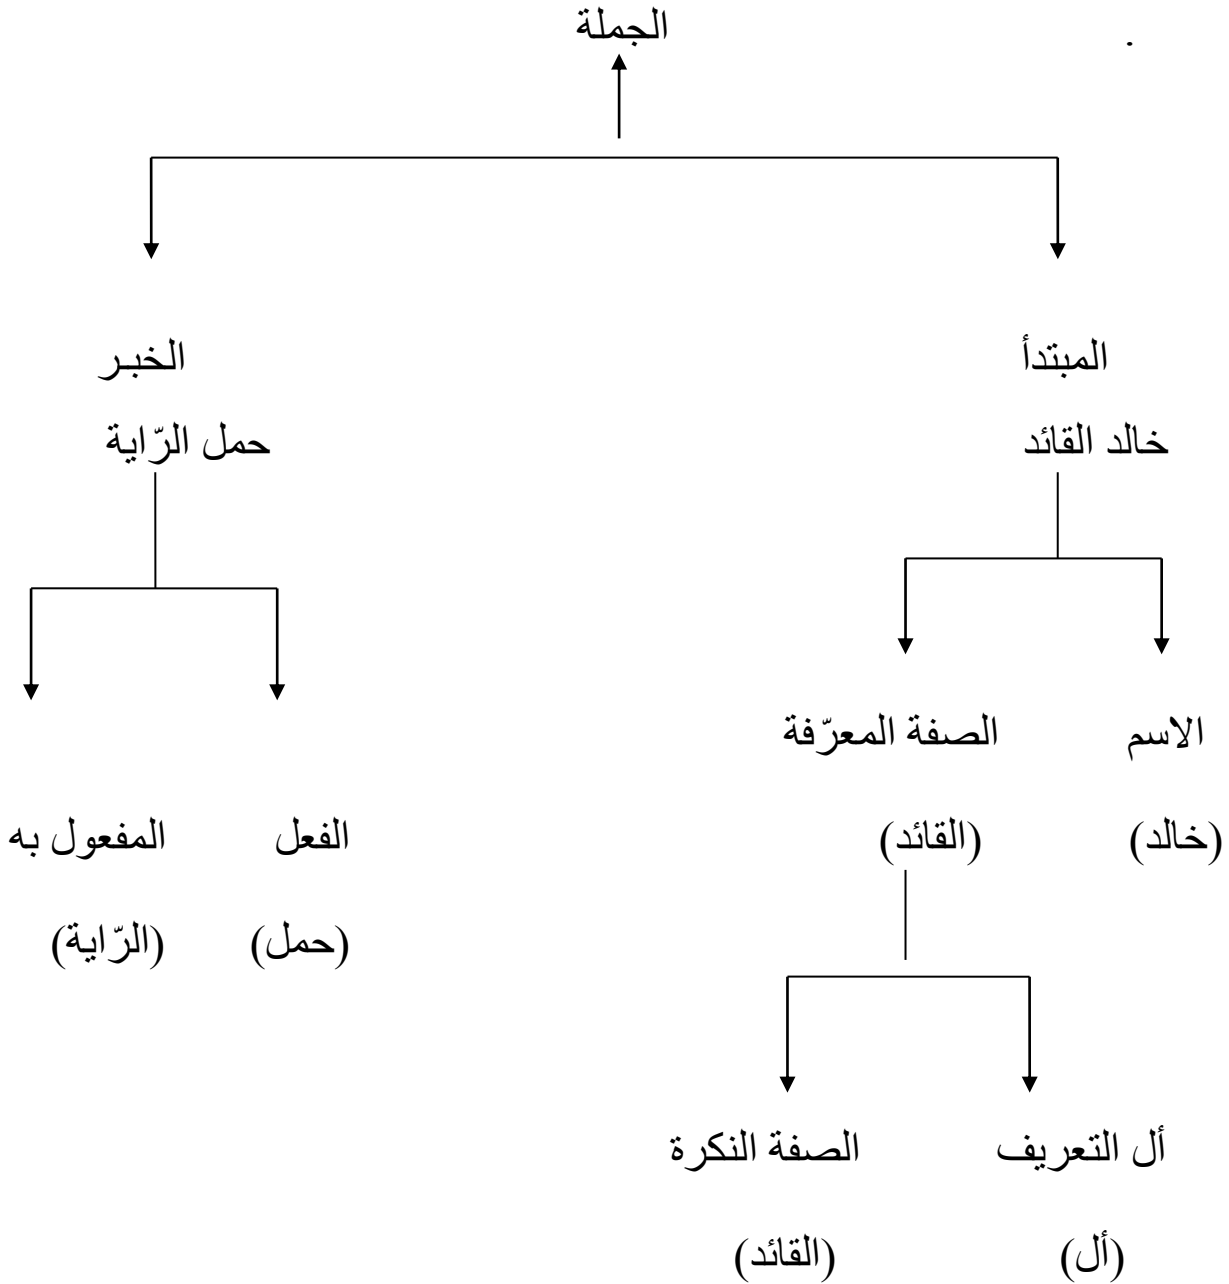 الجملة .
المبتدأ الخبـر
خالد القائد حمل الرّاية
الاسم الصفة المعرّفة
(خالد) (القائد) الفعل المفعول به
(حمل) (الرّاية)
أل التعريف الصفة النكرة
(أل) (القائد)